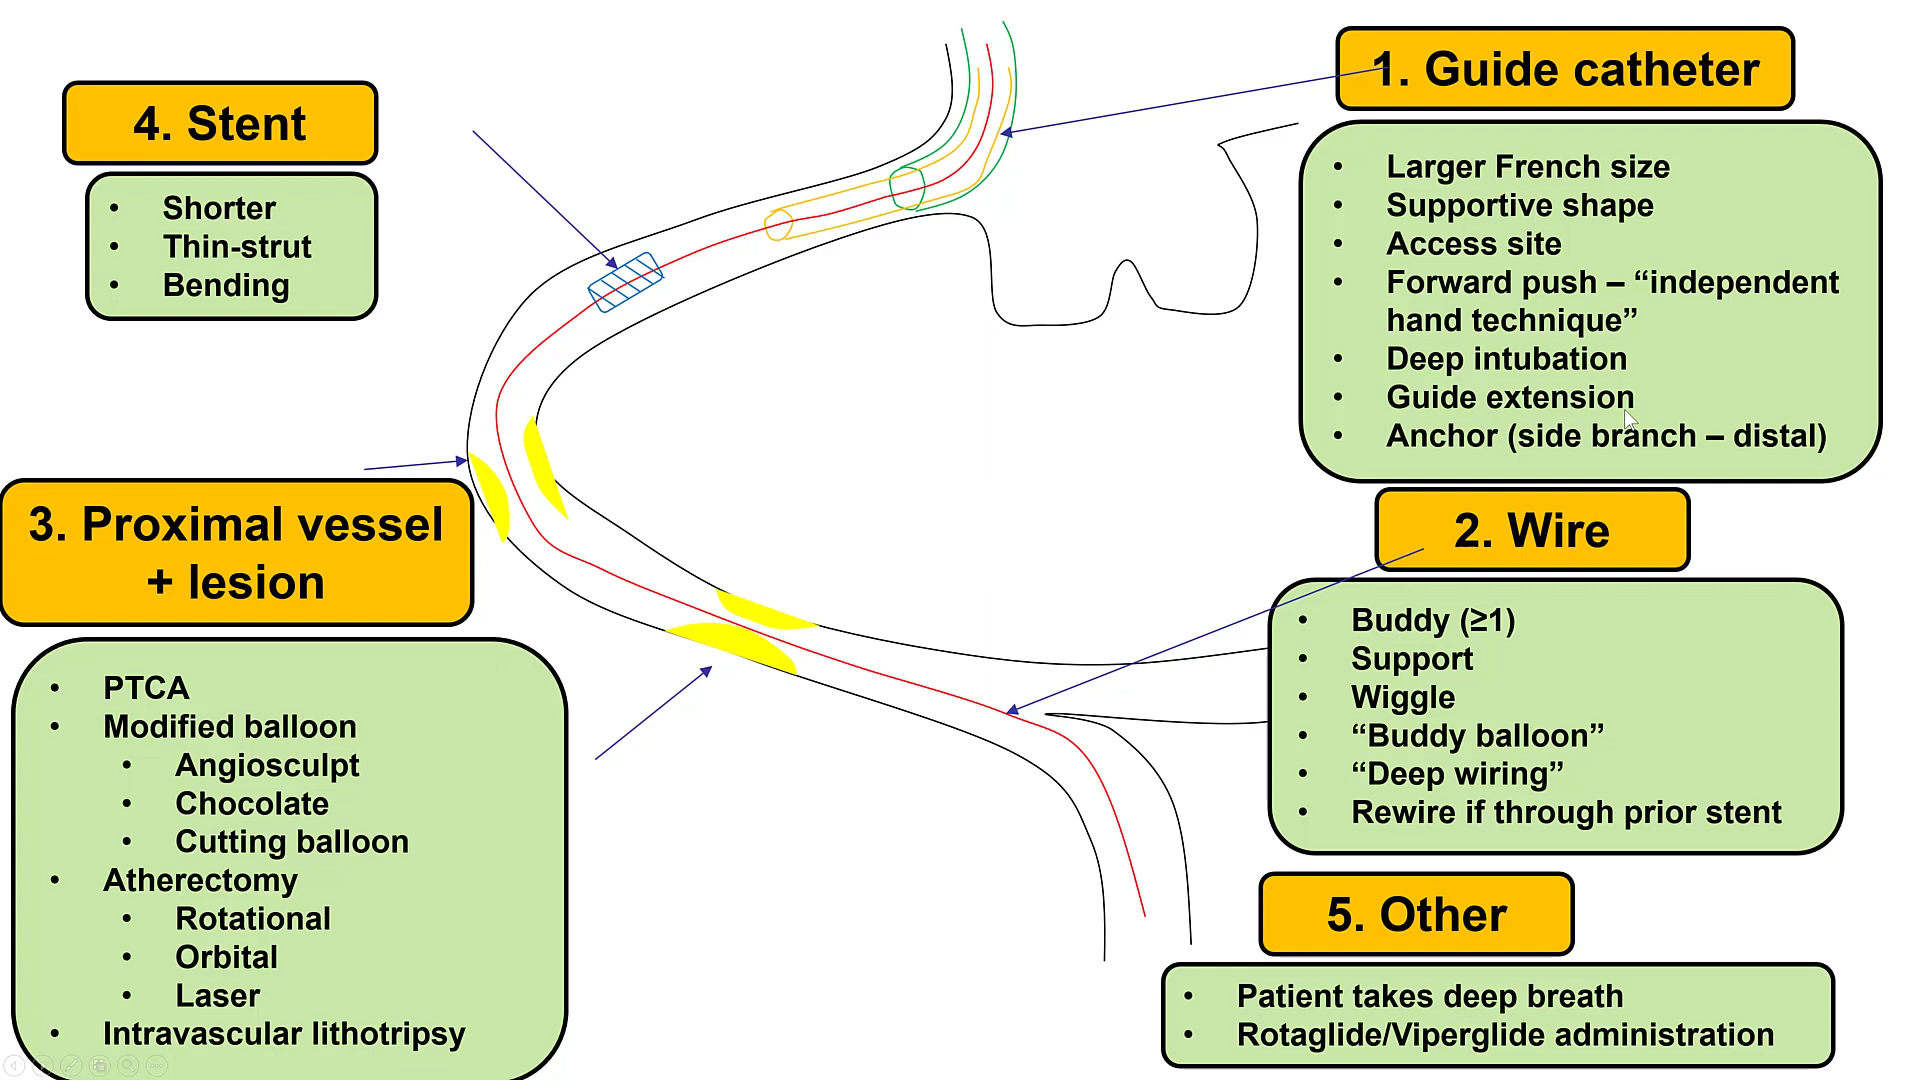 1. Guide catheter
• Larger French size
• Supportive shape
• Access site
• Forward push – “independent
hand technique”
• Deep intubation
• Guide extension
• Anchor (side branch – distal)
2. Wire
• Buddy (≥1)
• Support
• Wiggle
• “Buddy balloon”
• “Deep wiring”
• Rewire if through prior stent
3. Proximal vessel
+ lesion
• PTCA
• Modified balloon
• Angiosculpt
• Chocolate
• Cutting balloon
• Atherectomy
• Rotational
• Orbital
• Laser
• Intravascular lithotripsy
4. Stent
• Shorter
• Thin-strut
• Bending
5. Other
• Patient takes deep breath
• Rotaglide/Viperglide administration